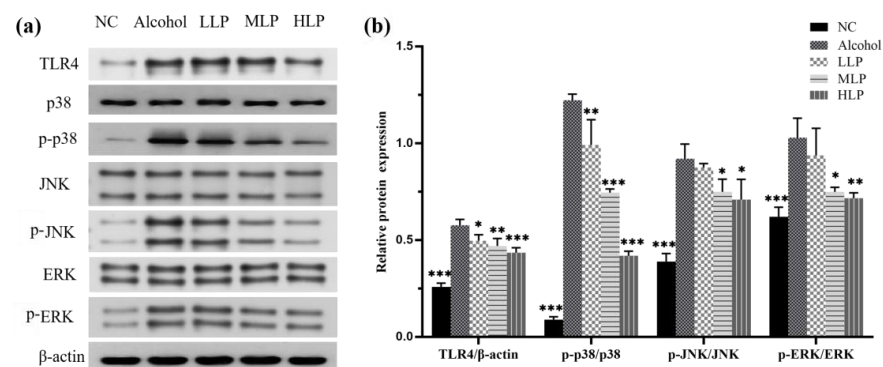 (a)
NC Alcohol LLP MLP HLP
TLR4
p38
p-p38
JNK
p-JNK
ERK
p-ERK
β-actin
(b)
NC
Alcohol
LLP
MLP
HLP
Relative protein expression
1.5
1.0
0.5
0.0
*** * ** ***
*** ** *** ***
*** * *
*** * **
TLR4/β-actin p-p38/p38 p-JNK/JNK p-ERK/ERK